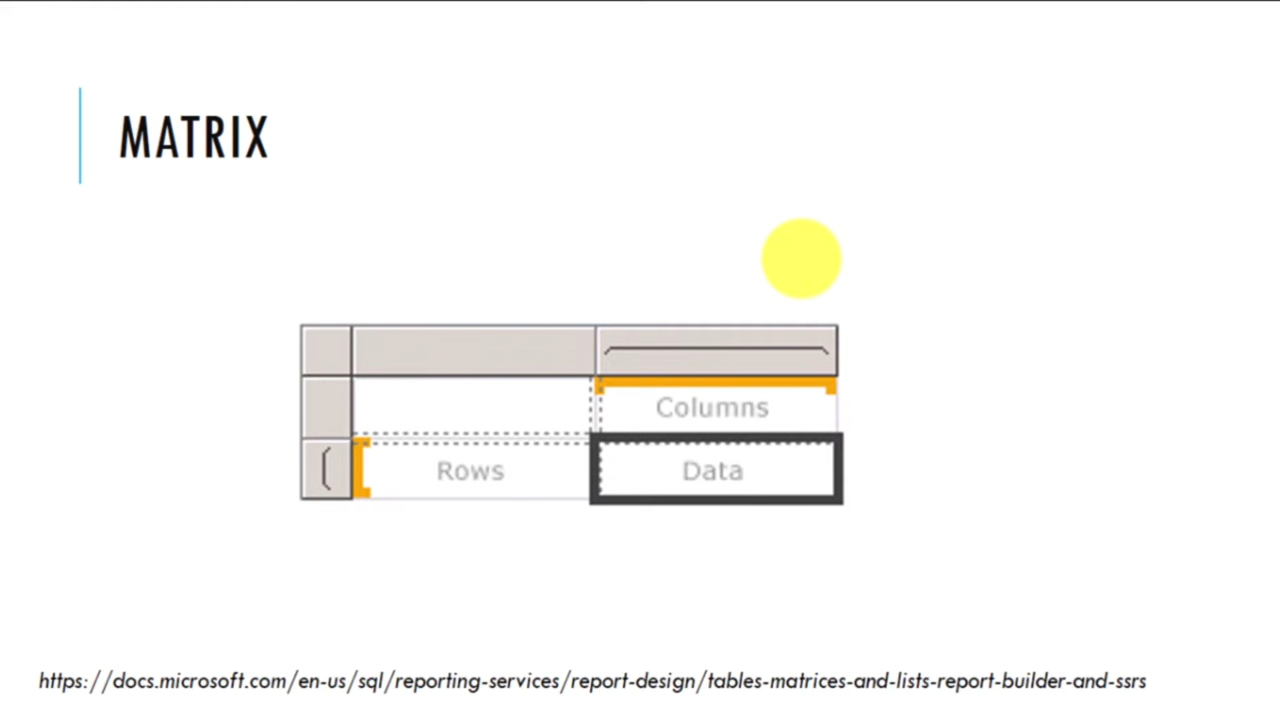 MATRIX
Columns
Rows Data
https://docs.microsoft.com/en-us/sql/reporting-services/report-design/tables-matrices-and-lists-report-builder-and-ssrs